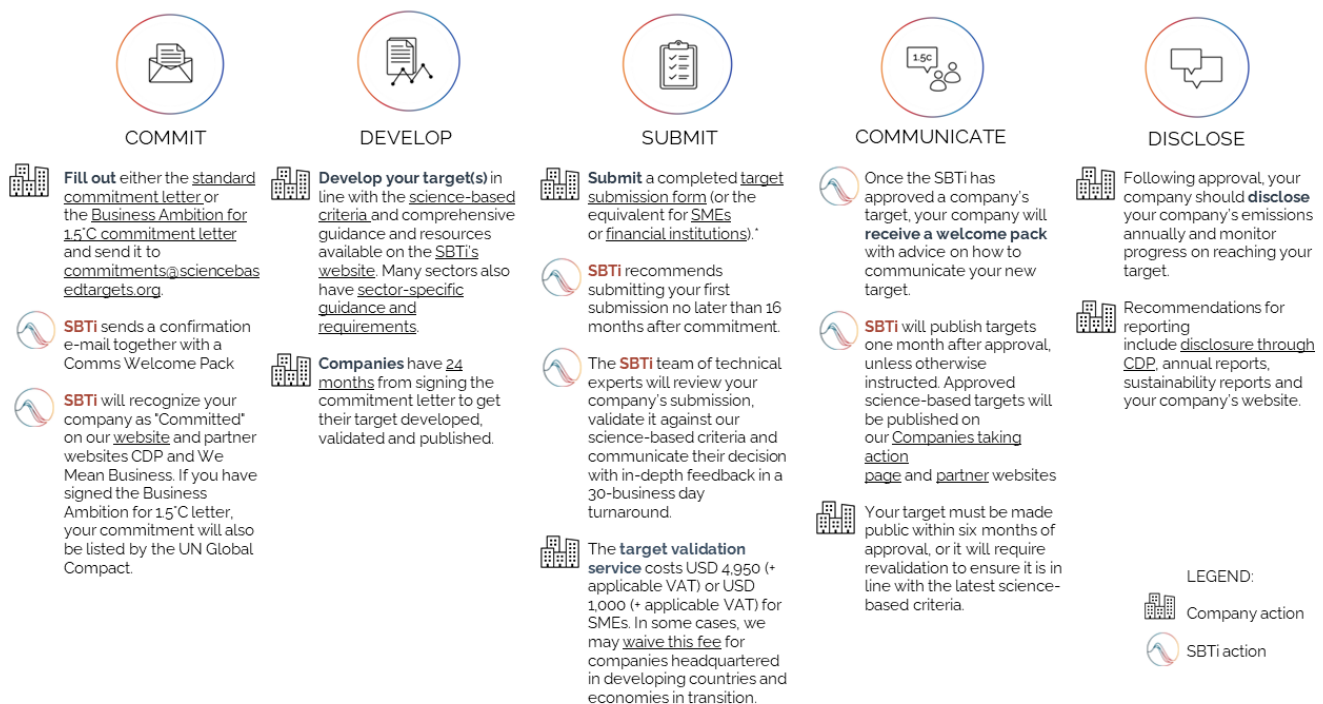 COMMIT
Fill out either the standard
commitment letter or
the Business Ambition for
1.5°C commitment letter
and send it to
commitments@sciencebas
edtargets.org.
SBTi sends a confirmation
e-mail together with a
Comms Welcome Pack
SBTi will recognize your
company as "Committed"
on our website and partner
websites CDP and We
Mean Business. If you have
signed the Business
Ambition for 1.5°C letter,
your commitment will also
be listed by the UN Global
Compact.
DEVELOP
Develop your target(s) in
line with the science-based
criteria and comprehensive
guidance and resources
available on the SBTi's
website. Many sectors also
have sector-specific
guidance and
requirements.
Companies have 24
months from signing the
commitment letter to get
their target developed,
validated and published.
SUBMIT
Submit a completed target
submission form (or the
equivalent for SMEs
or financial institutions).*
SBTi recommends
submitting your first
submission no later than 16
months after commitment.
The SBTi team of technical
experts will review your
company's submission,
validate it against our
science-based criteria and
communicate their decision
with in-depth feedback in a
30-business day
turnaround.
The target validation
service costs USD 4,950 (+
applicable VAT) or USD
1,000 (+ applicable VAT) for
SMEs. In some cases, we
may waive this fee for
companies headquartered
in developing countries and
economies in transition.
1.5C
COMMUNICATE
Once the SBTi has
approved a company's
target, your company will
receive a welcome pack
with advice on how to
communicate your new
target.
SBTi will publish targets
one month after approval,
unless otherwise
instructed. Approved
science-based targets will
be published on
our Companies taking
action
page and partner websites
Your target must be made
public within six months of
approval, or it will require
revalidation to ensure it is in
line with the latest science-
based criteria.
DISCLOSE
Following approval, your
company should disclose
your company's emissions
annually and monitor
progress on reaching your
target.
Recommendations for
reporting
include disclosure through
CDP, annual reports,
sustainability reports and
your company's website.
LEGEND:
Company action
SBTi action